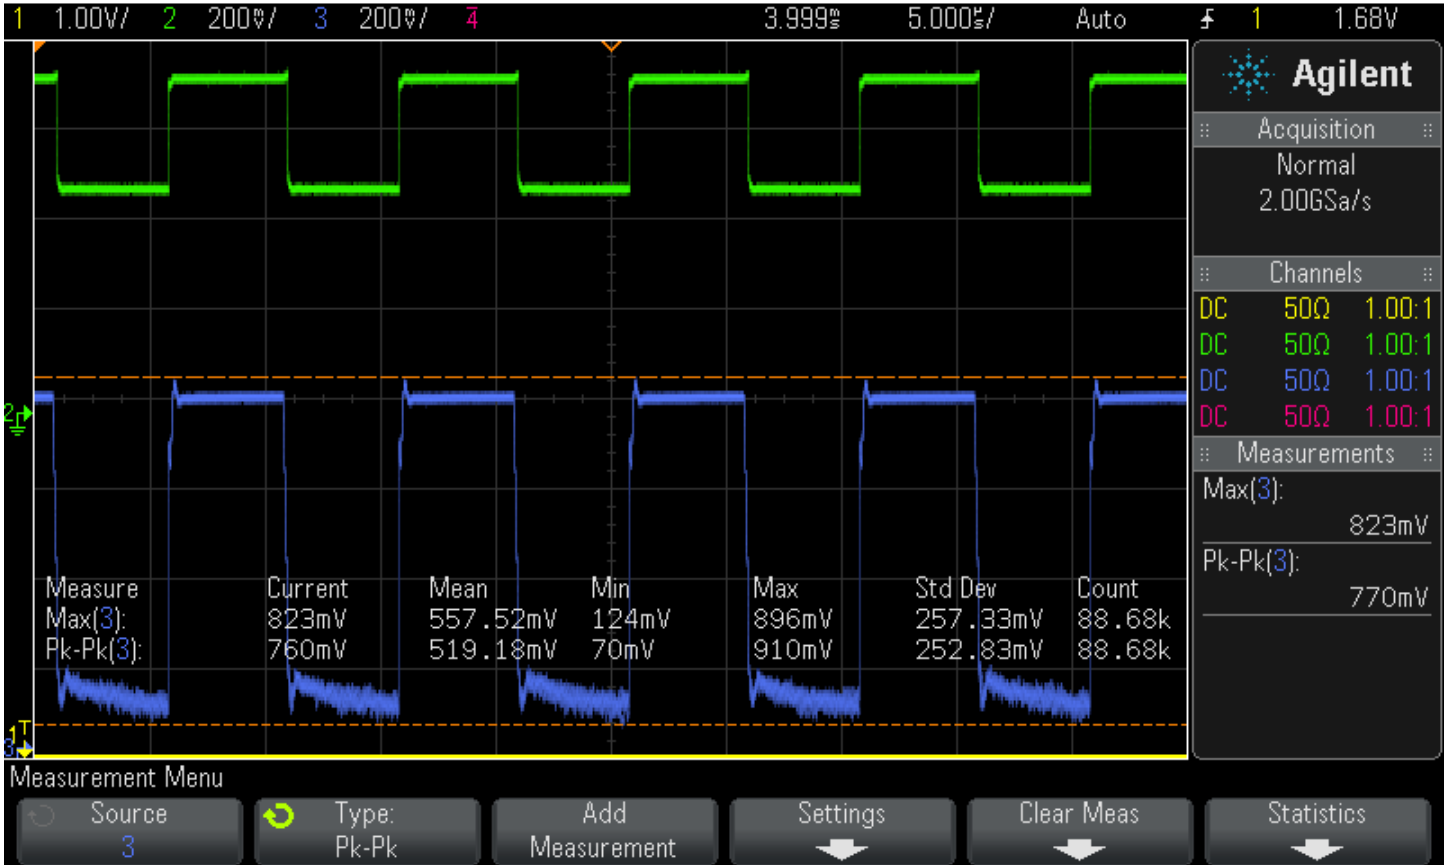 1 1.00V/ 2 200mV/ 3 200mV/ 4 3.999ms 5.000us/ Auto 1 1.68V
Agilent
Acquisition
Normal
2.00GSa/s
Channels
DC 50Ω 1.00:1
DC 50Ω 1.00:1
DC 50Ω 1.00:1
DC 50Ω 1.00:1
Measurements
Max(3):
823mV
Pk-Pk(3):
770mV
2
Measure Current Mean Min Max Std Dev Count
Max(3): 823mV 557.52mV 124mV 896mV 257.33mV 88.68k
Pk-Pk(3): 760mV 519.18mV 70mV 910mV 252.83mV 88.68k
1 T
3
Measurement Menu
Source Type: Add Settings Clear Meas Statistics
3 Pk-Pk Measurement